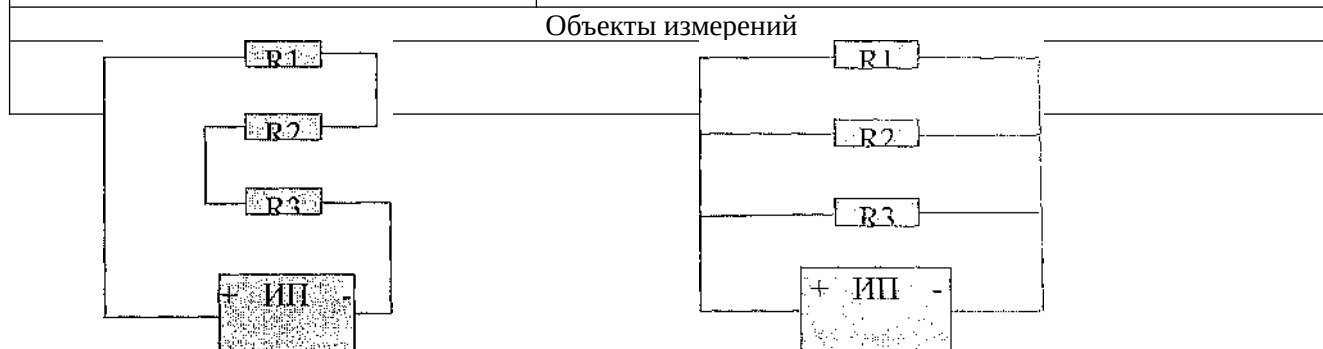 Объекты измерений
R1 R1
R2 R2
R3 R3
+ ИП - + ИП -